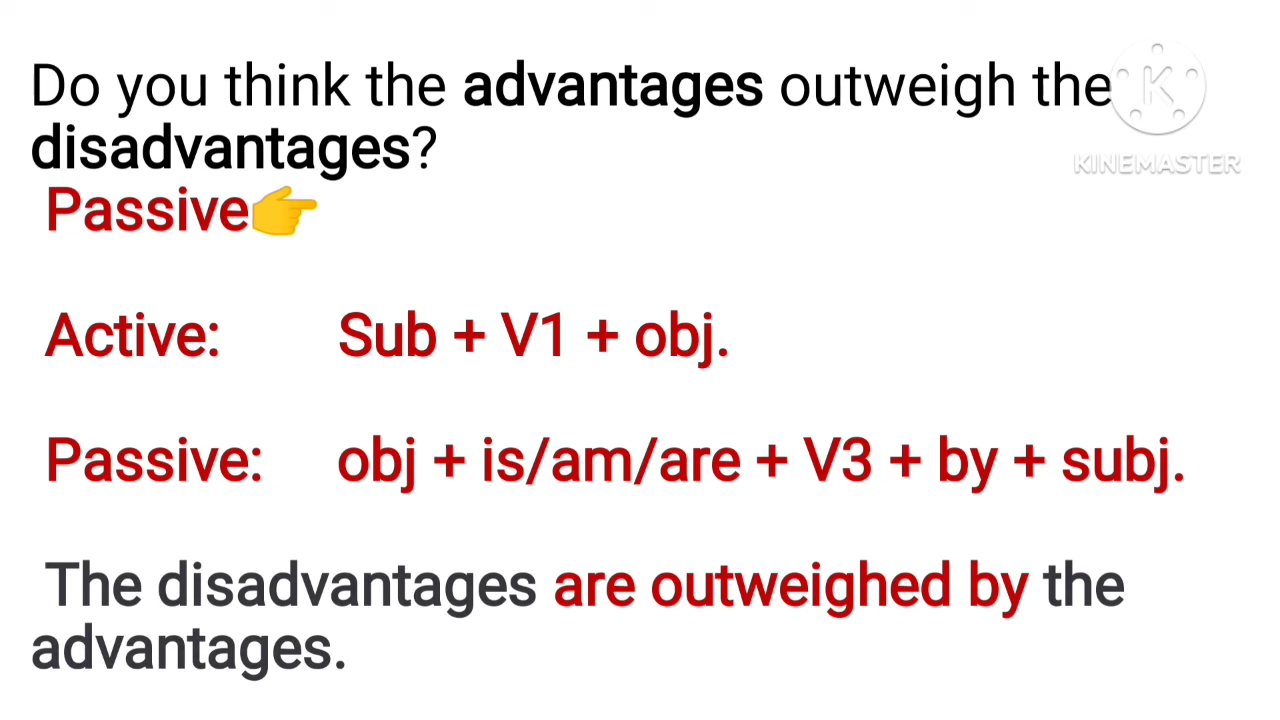 Do you think the advantages outweigh the
disadvantages?
Passive👉
Active: Sub + V1 + obj.
Passive: obj + is/am/are + V3 + by + subj.
The disadvantages are outweighed by the
advantages.
K
KINEMASTER